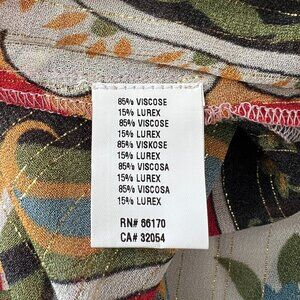 85% VISCOSE
15% LUREX
85% VISCOSE
15% LUREX
85% VISKOSE
15% LUREX
85% VISCOSA
15% LUREX
85% VISCOSA
15% LUREX
RN# 66170
CA# 32054